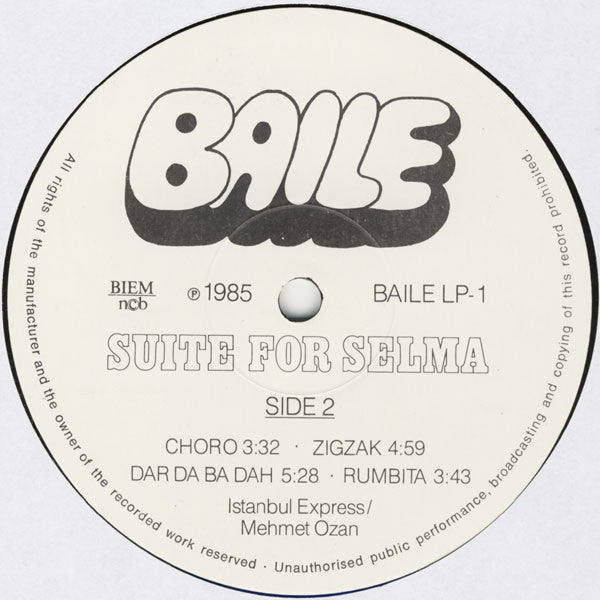 BAILE
BIEM
n©b
℗ 1985
BAILE LP-1
SUITE FOR SELMA
SIDE 2
CHORO 3:32 · ZIGZAK 4:59
DAR DA BA DAH 5:28 · RUMBITA 3:43
Istanbul Express/
Mehmet Ozan
All rights of the manufacturer and the owner of the recorded work reserved · Unauthorised public performance, broadcasting and copying of this record prohibited.